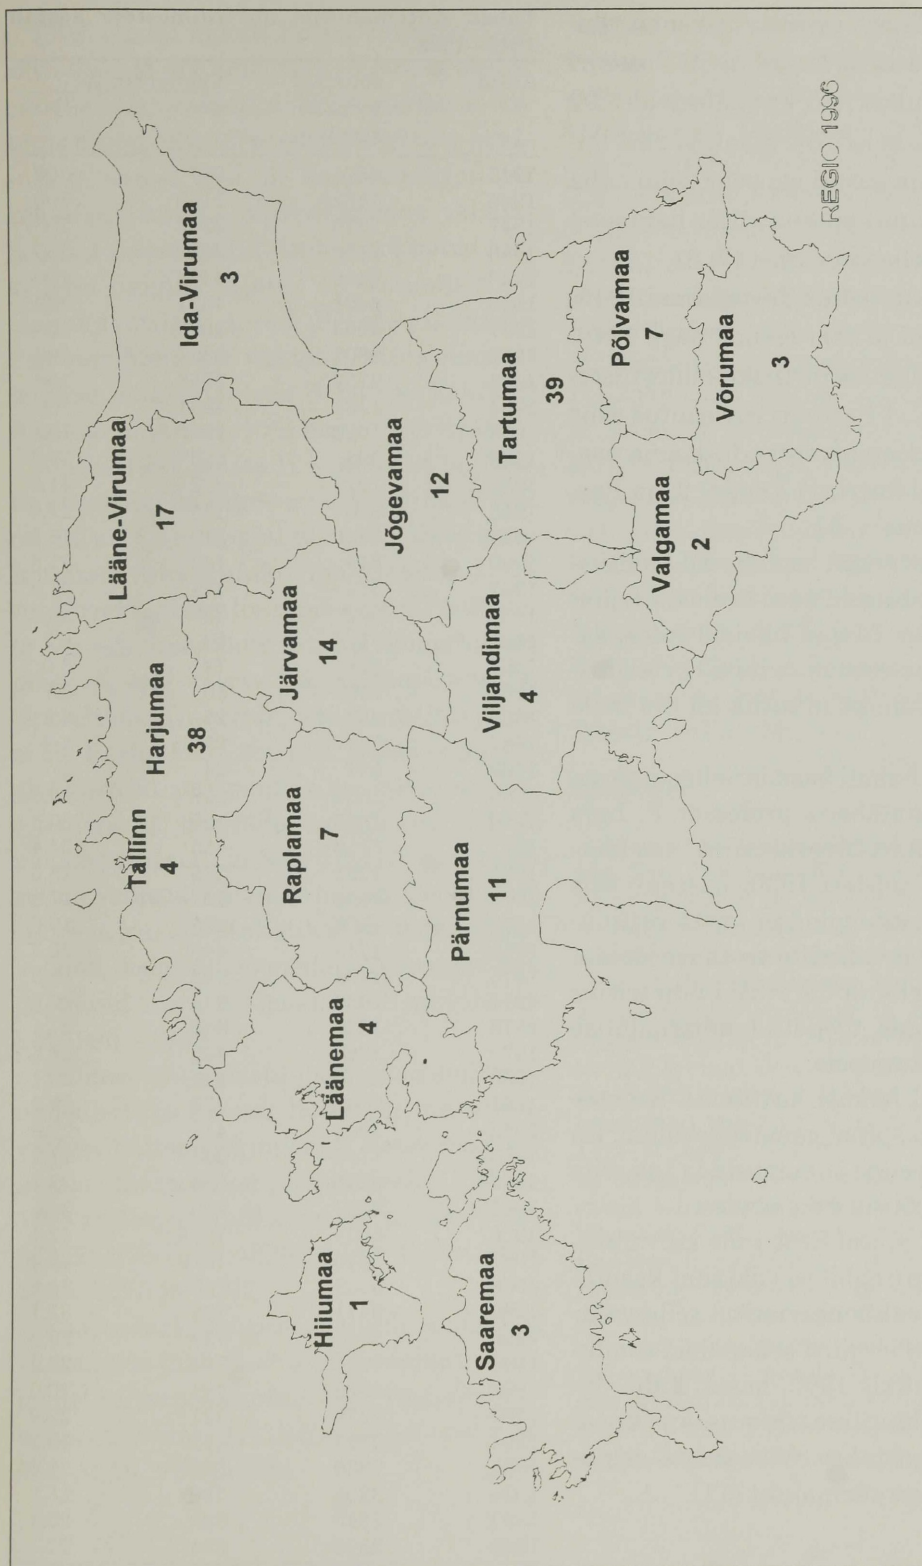 Tallinn
4
Harjumaa
38
Lääne-Virumaa
17
Ida-Virumaa
3
Hiiumaa
1
Läänemaa
4
Raplamaa
7
Järvamaa
14
Jõgevamaa
12
Saaremaa
3
Pärnumaa
11
Viljandimaa
4
Tartumaa
39
Valgamaa
2
Põlvamaa
7
Võrumaa
3
REGIO 1996